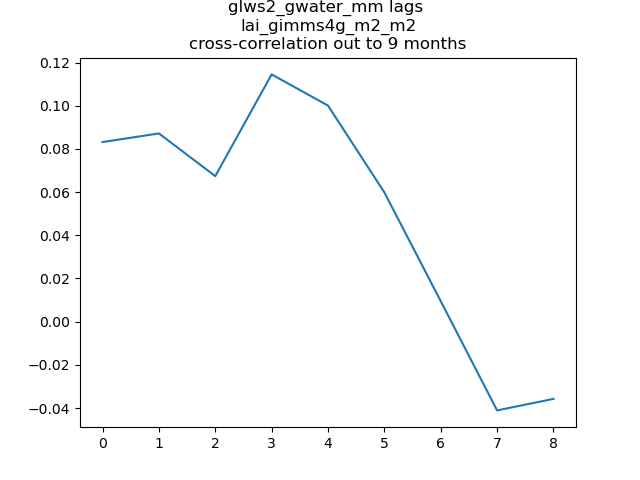 glws2_gwater_mm lags
lai_gimms4g_m2_m2
cross-correlation out to 9 months
0.12
0.10
0.08
0.06
0.04
0.02
0.00
−0.02
−0.04
0 1 2 3 4 5 6 7 8